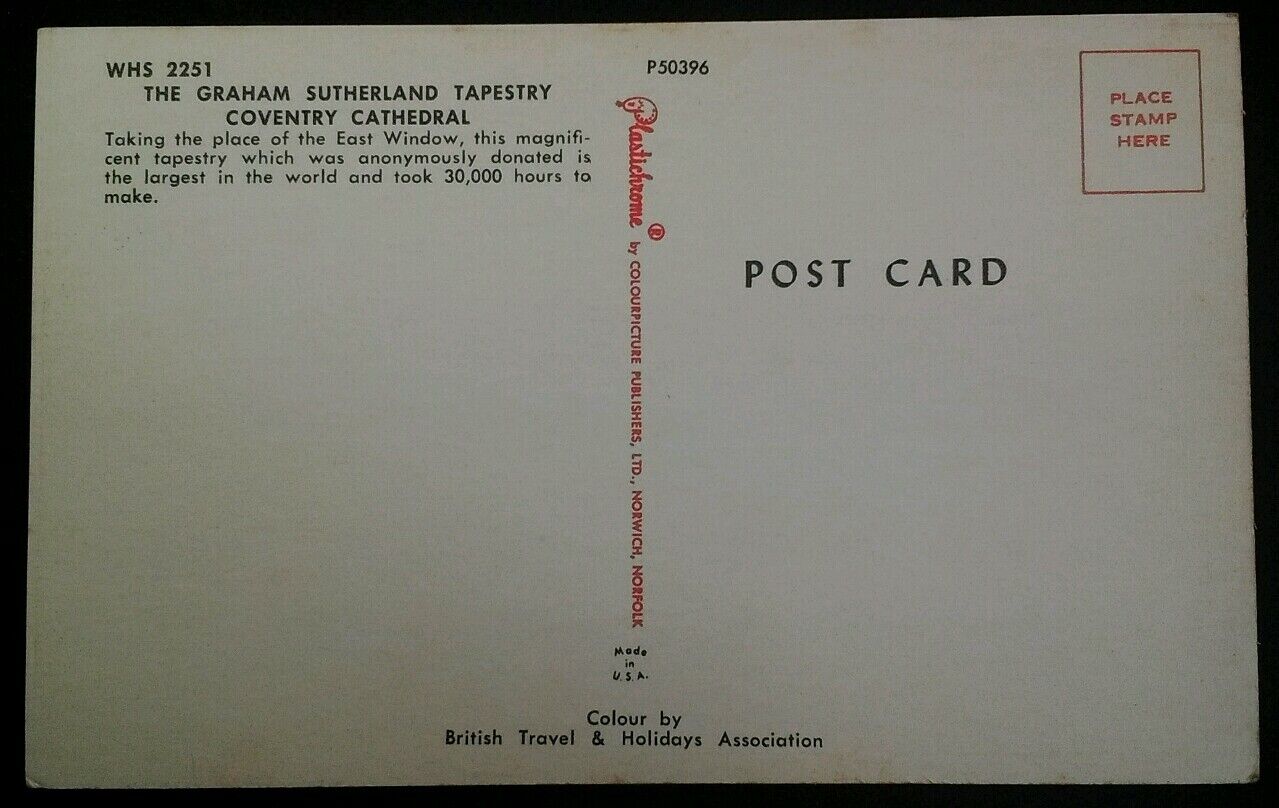 WHS 2251
THE GRAHAM SUTHERLAND TAPESTRY
COVENTRY CATHEDRAL
Taking the place of the East Window, this magnifi-
cent tapestry which was anonymously donated is
the largest in the world and took 30,000 hours to
make.
P50396
Plastichrome ®
by COLOURPICTURE PUBLISHERS, LTD., NORWICH, NORFOLK
Made
in
U. S. A.
Colour by
British Travel & Holidays Association
PLACE
STAMP
HERE
POST CARD